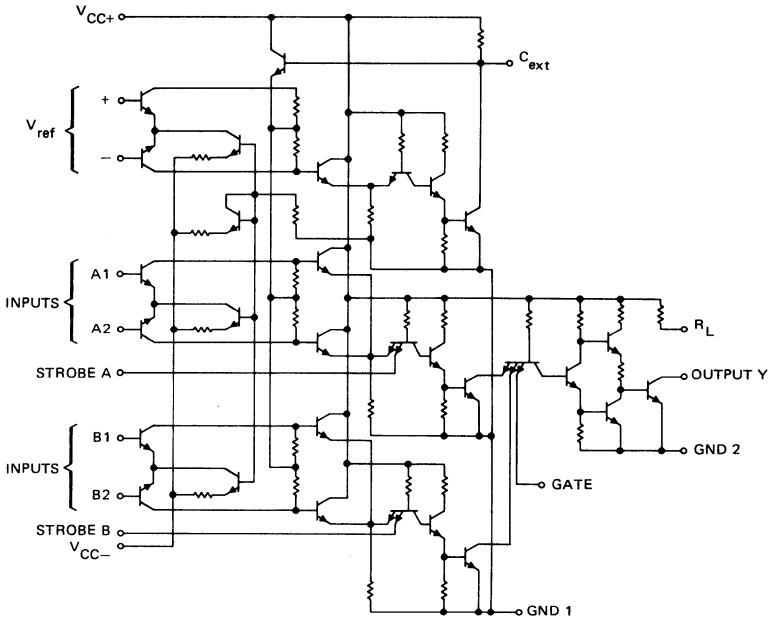 VCC+
Cext
+
Vref
−
A1
INPUTS
A2
RL
STROBE A
OUTPUT Y
B1
INPUTS
GND 2
GATE
B2
STROBE B
VCC−
GND 1